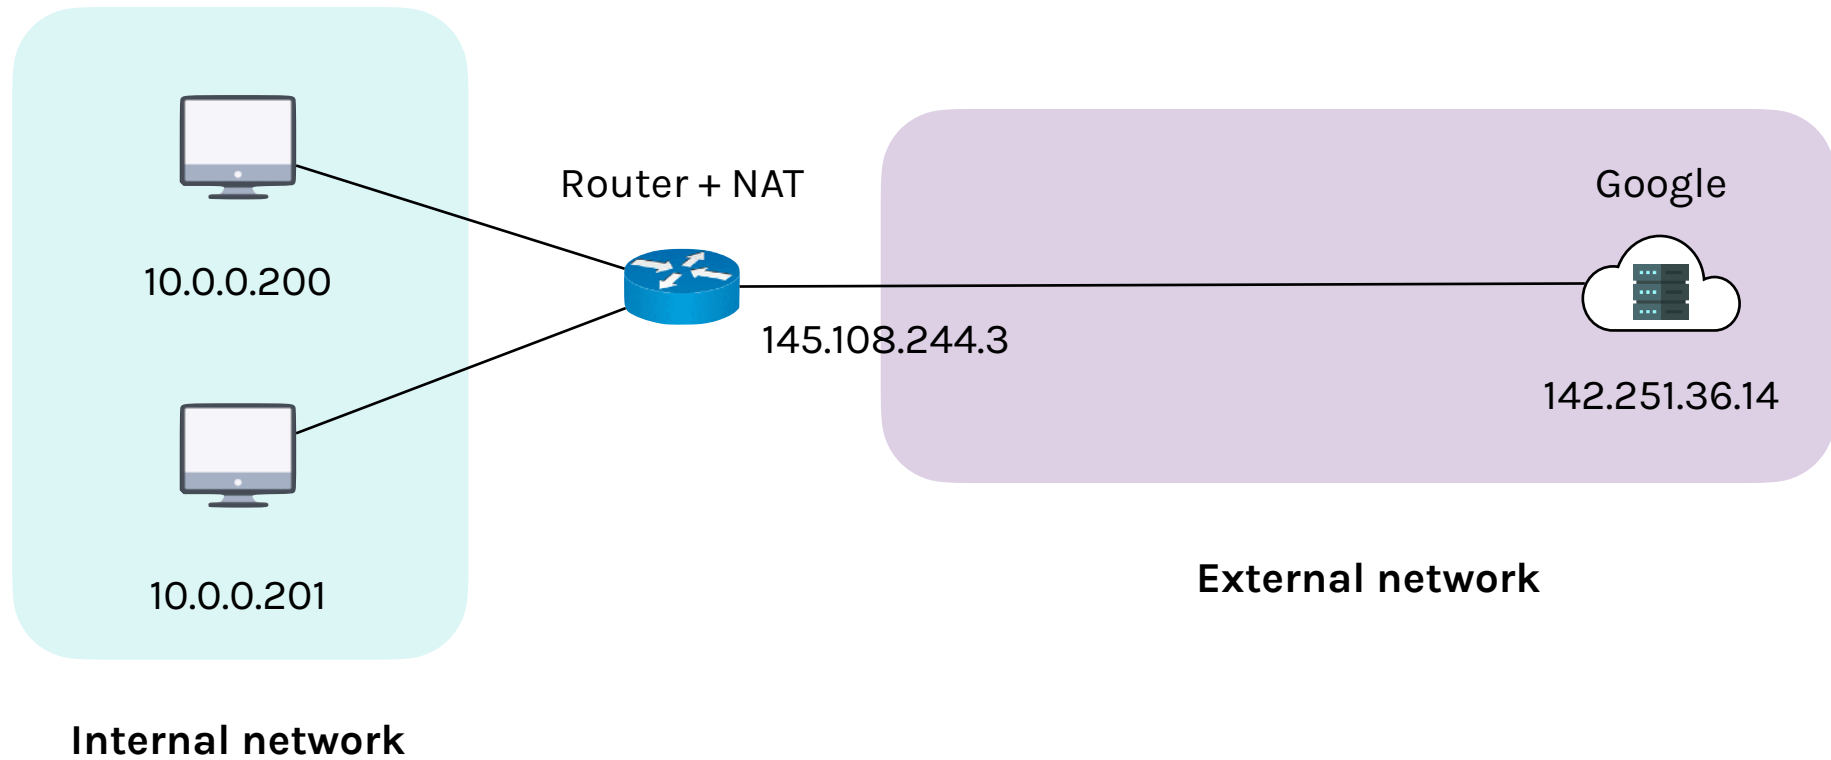 Router + NAT
Google
10.0.0.200
145.108.244.3
142.251.36.14
10.0.0.201
External network
Internal network